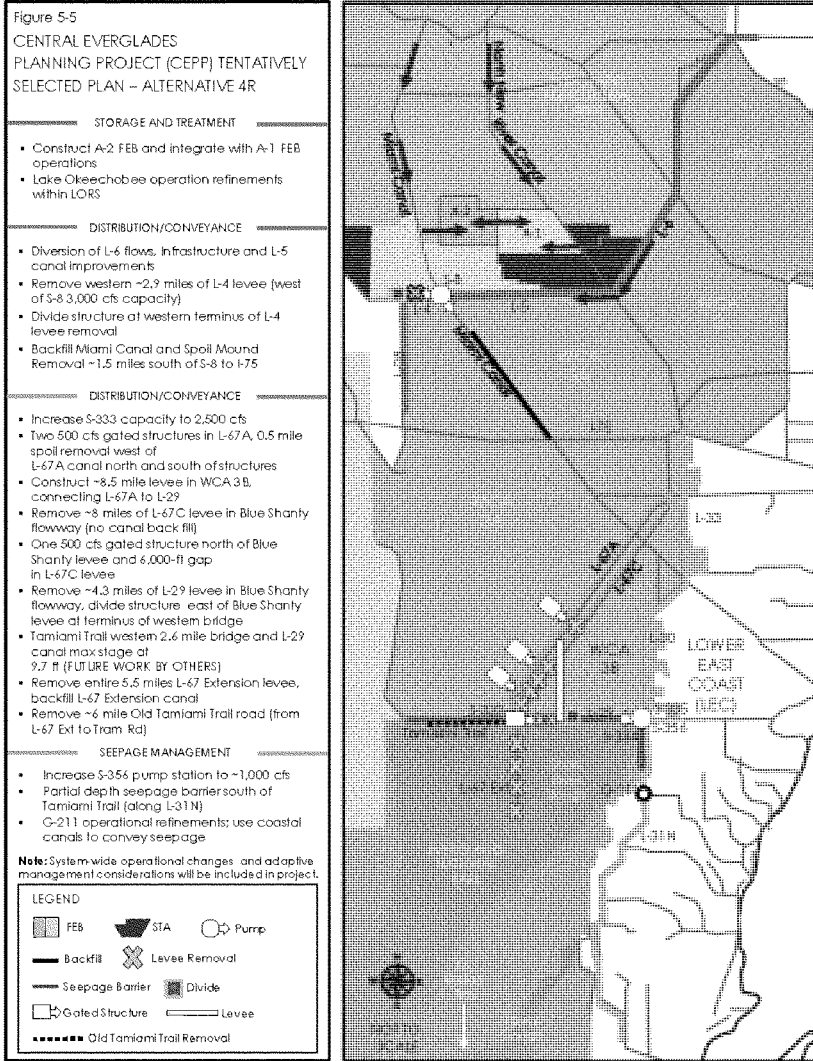 Figure 5-5
CENTRAL EVERGLADES
PLANNING PROJECT (CEPP) TENTATIVELY
SELECTED PLAN – ALTERNATIVE 4R
STORAGE AND TREATMENT
• Construct A-2 FEB and integrate with A-1 FEB
operations
• Lake Okeechobee operation refinements
within LORS
DISTRIBUTION/CONVEYANCE
• Diversion of L-6 flows, Infrastructure and L-5
canal improvements
• Remove western ~2.9 miles of L-4 levee (west
of S-8 3,000 cfs capacity)
• Divide structure at western terminus of L-4
levee removal
• Backfill Miami Canal and Spoil Mound
Removal ~1.5 miles south of S-8 to I-75
DISTRIBUTION/CONVEYANCE
• Increase S-333 capacity to 2,500 cfs
• Two 500 cfs gated structures in L-67A, 0.5 mile
spoil removal west of
L-67A canal north and south of structures
• Construct ~8.5 mile levee in WCA 3B,
connecting L-67A to L-29
• Remove ~8 miles of L-67C levee in Blue Shanty
flowway (no canal back fill)
• One 500 cfs gated structure north of Blue
Shanty levee and 6,000-ft gap
in L-67C levee
• Remove ~4.3 miles of L-29 levee in Blue Shanty
flowway, divide structure east of Blue Shanty
levee at terminus of western bridge
• Tamiami Trail western 2.6 mile bridge and L-29
canal max stage at
9.7 ft (FUTURE WORK BY OTHERS)
• Remove entire 5.5 miles L-67 Extension levee,
backfill L-67 Extension canal
• Remove ~6 mile Old Tamiami Trail road (from
L-67 Ext to Tram Rd)
SEEPAGE MANAGEMENT
• Increase S-356 pump station to ~1,000 cfs
• Partial depth seepage barrier south of
Tamiami Trail (along L-31N)
• G-211 operational refinements; use coastal
canals to convey seepage
Note: System-wide operational changes and adaptive
management considerations will be included in project.
LEGEND
FEB STA Pump
Backfill Levee Removal
Seepage Barrier Divide
Gated Structure Levee
Old Tamiami Trail Removal
Miami Canal
L-5
Miami Canal
L-33
L-67A
L-67C
WCA
3B
L-30
LOWER
EAST
COAST
(LEC)
Tamiami Trail
L-67 Ext
L-31N
NOT TO
SCALE